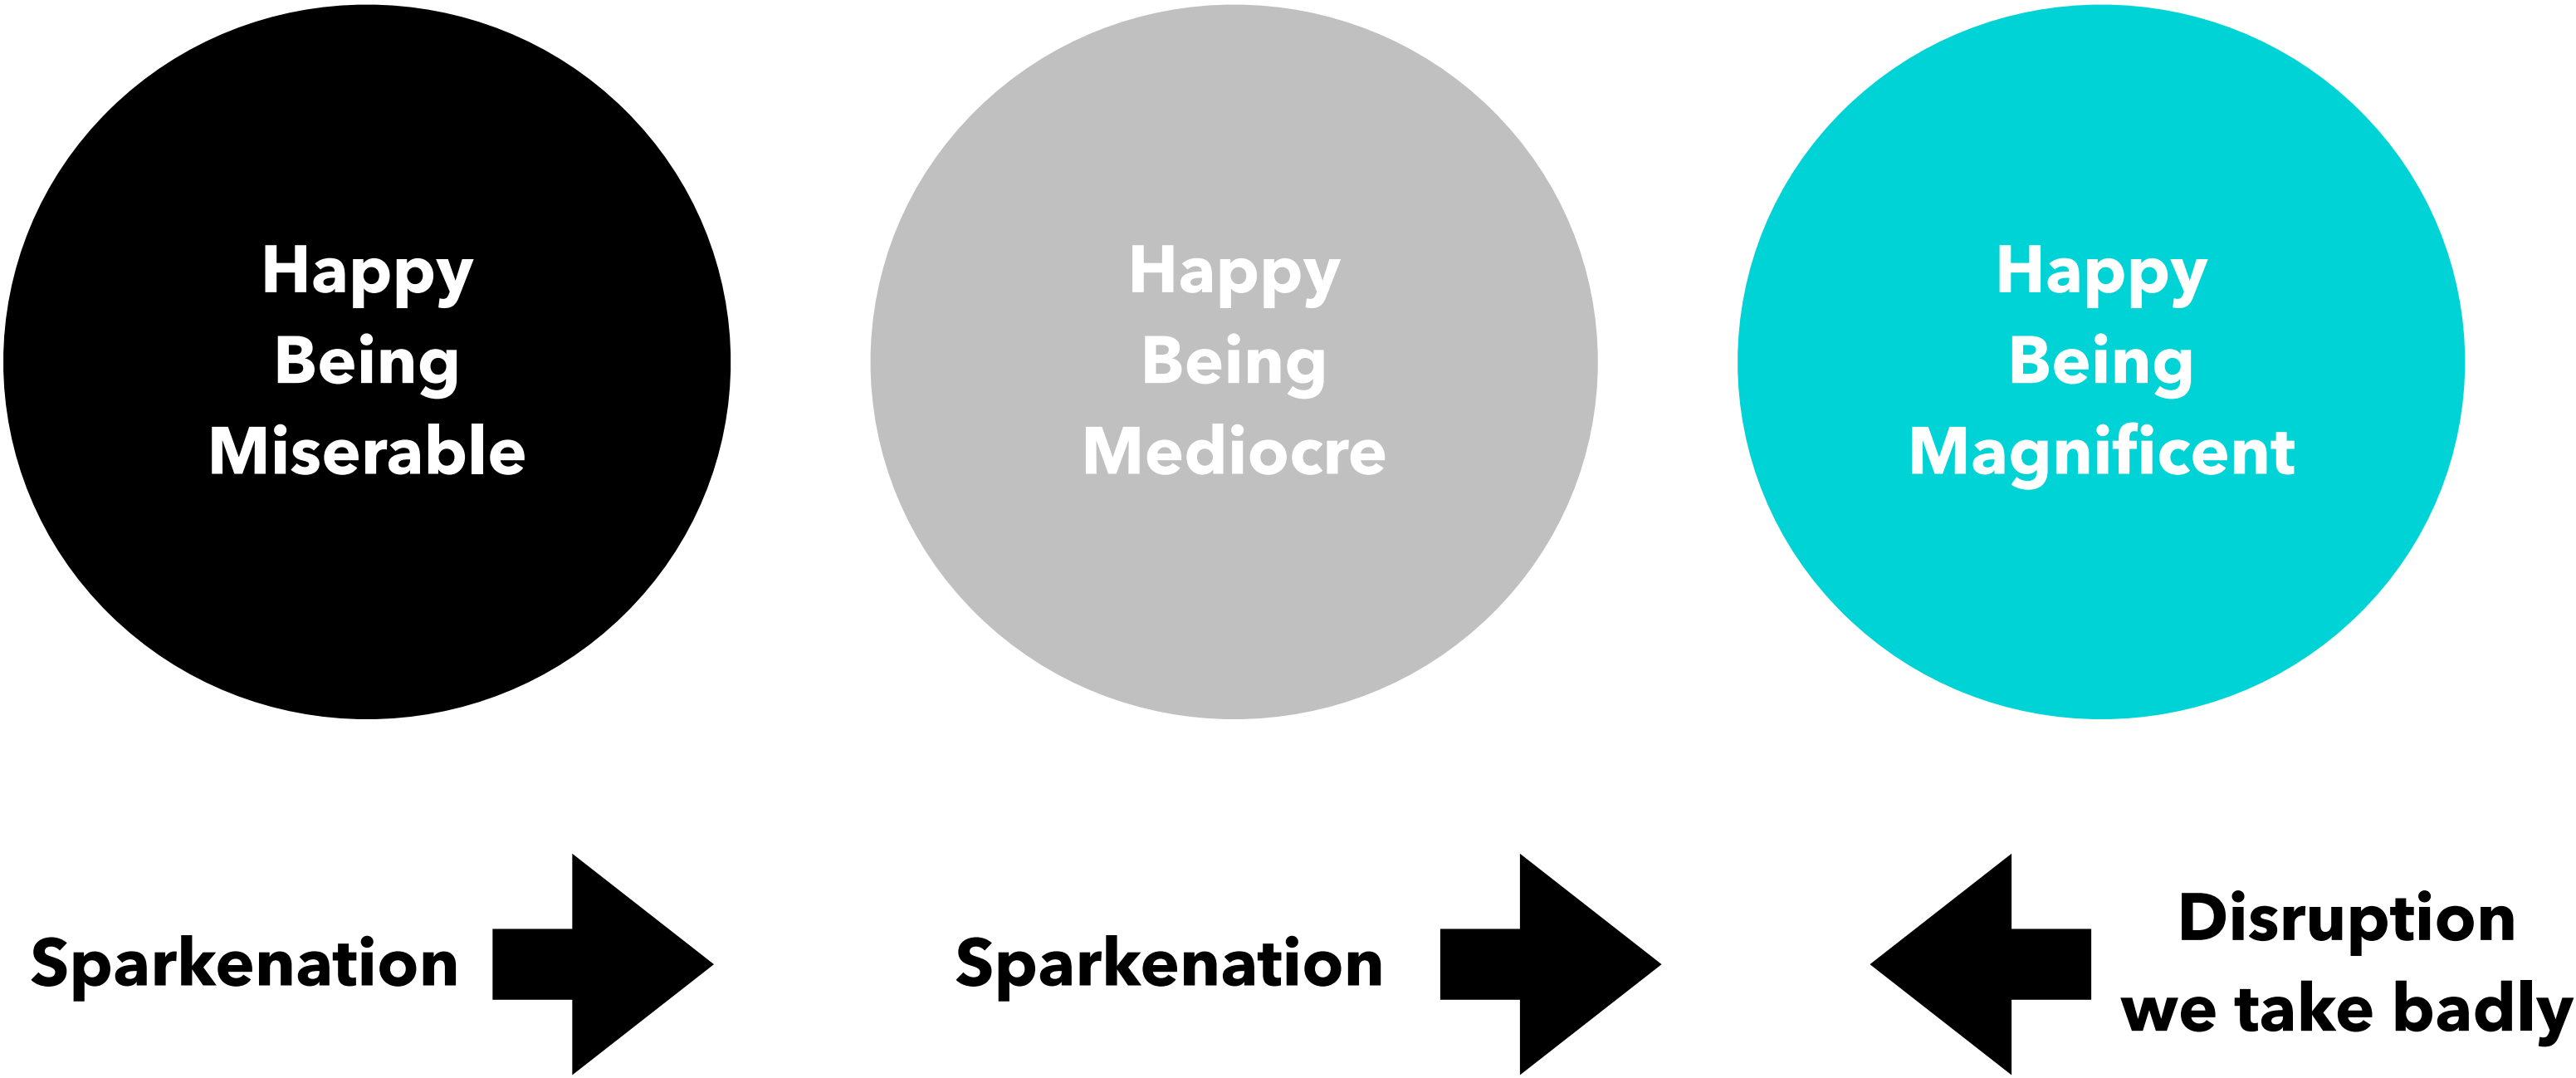 Happy
Being
Miserable
Happy
Being
Mediocre
Happy
Being
Magnificent
Sparkenation
Sparkenation
Disruption
we take badly